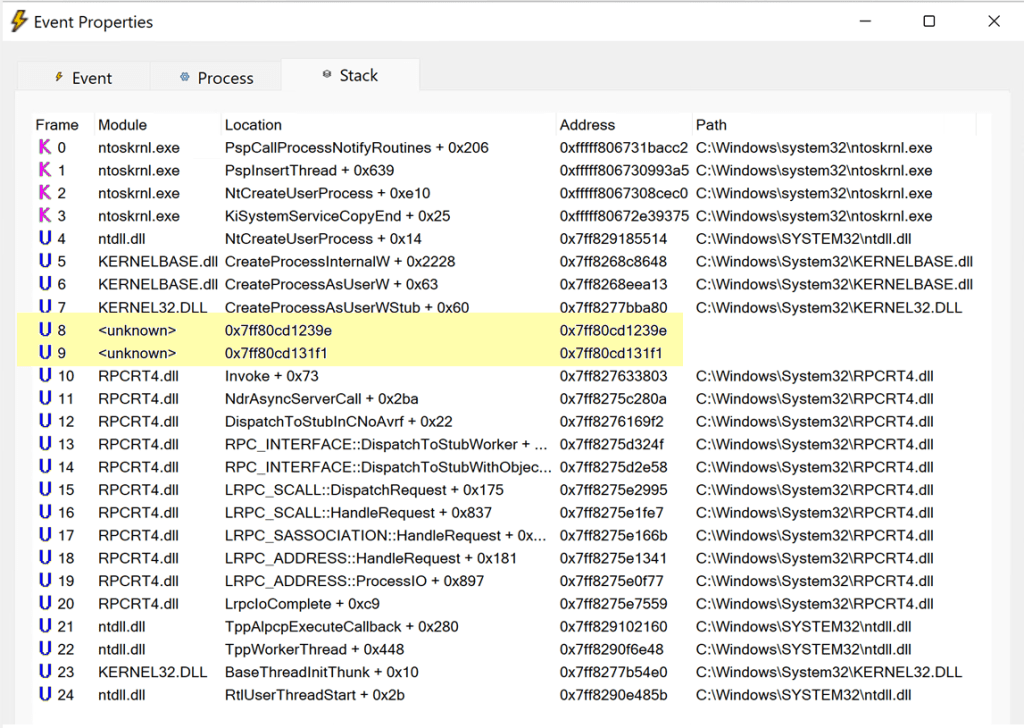 Event Properties
Event Process Stack
Frame Module Location Address Path
K 0 ntoskrnl.exe PspCallProcessNotifyRoutines + 0x206 0xfffff806731bacc2 C:\Windows\system32\ntoskrnl.exe
K 1 ntoskrnl.exe PspInsertThread + 0x639 0xfffff806730993a5 C:\Windows\system32\ntoskrnl.exe
K 2 ntoskrnl.exe NtCreateUserProcess + 0xe10 0xfffff8067308cec0 C:\Windows\system32\ntoskrnl.exe
K 3 ntoskrnl.exe KiSystemServiceCopyEnd + 0x25 0xfffff80672e39375 C:\Windows\system32\ntoskrnl.exe
U 4 ntdll.dll NtCreateUserProcess + 0x14 0x7ff829185514 C:\Windows\SYSTEM32\ntdll.dll
U 5 KERNELBASE.dll CreateProcessInternalW + 0x2228 0x7ff8268c8648 C:\Windows\System32\KERNELBASE.dll
U 6 KERNELBASE.dll CreateProcessAsUserW + 0x63 0x7ff8268eea13 C:\Windows\System32\KERNELBASE.dll
U 7 KERNEL32.DLL CreateProcessAsUserWStub + 0x60 0x7ff8277bba80 C:\Windows\System32\KERNEL32.DLL
U 8 <unknown> 0x7ff80cd1239e 0x7ff80cd1239e
U 9 <unknown> 0x7ff80cd131f1 0x7ff80cd131f1
U 10 RPCRT4.dll Invoke + 0x73 0x7ff827633803 C:\Windows\System32\RPCRT4.dll
U 11 RPCRT4.dll NdrAsyncServerCall + 0x2ba 0x7ff8275c280a C:\Windows\System32\RPCRT4.dll
U 12 RPCRT4.dll DispatchToStubInCNoAvrf + 0x22 0x7ff8276169f2 C:\Windows\System32\RPCRT4.dll
U 13 RPCRT4.dll RPC_INTERFACE::DispatchToStubWorker + ... 0x7ff8275d324f C:\Windows\System32\RPCRT4.dll
U 14 RPCRT4.dll RPC_INTERFACE::DispatchToStubWithObjec... 0x7ff8275d2e58 C:\Windows\System32\RPCRT4.dll
U 15 RPCRT4.dll LRPC_SCALL::DispatchRequest + 0x175 0x7ff8275e2995 C:\Windows\System32\RPCRT4.dll
U 16 RPCRT4.dll LRPC_SCALL::HandleRequest + 0x837 0x7ff8275e1fe7 C:\Windows\System32\RPCRT4.dll
U 17 RPCRT4.dll LRPC_SASSOCIATION::HandleRequest + 0x... 0x7ff8275e166b C:\Windows\System32\RPCRT4.dll
U 18 RPCRT4.dll LRPC_ADDRESS::HandleRequest + 0x181 0x7ff8275e1341 C:\Windows\System32\RPCRT4.dll
U 19 RPCRT4.dll LRPC_ADDRESS::ProcessIO + 0x897 0x7ff8275e0f77 C:\Windows\System32\RPCRT4.dll
U 20 RPCRT4.dll LrpcIoComplete + 0xc9 0x7ff8275e7559 C:\Windows\System32\RPCRT4.dll
U 21 ntdll.dll TppAlpcpExecuteCallback + 0x280 0x7ff829102160 C:\Windows\SYSTEM32\ntdll.dll
U 22 ntdll.dll TppWorkerThread + 0x448 0x7ff8290f6e48 C:\Windows\SYSTEM32\ntdll.dll
U 23 KERNEL32.DLL BaseThreadInitThunk + 0x10 0x7ff8277b54e0 C:\Windows\System32\KERNEL32.DLL
U 24 ntdll.dll RtlUserThreadStart + 0x2b 0x7ff8290e485b C:\Windows\SYSTEM32\ntdll.dll